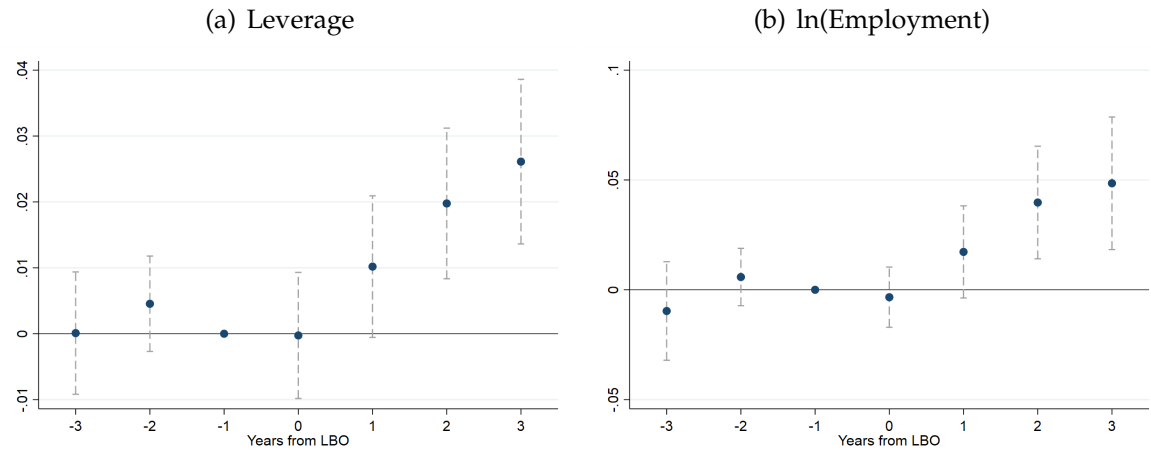 (a) Leverage
.04
.03
.02
.01
0
-.01
-3 -2 -1 0 1 2 3
Years from LBO
(b) ln(Employment)
.1
.05
0
-.05
-3 -2 -1 0 1 2 3
Years from LBO